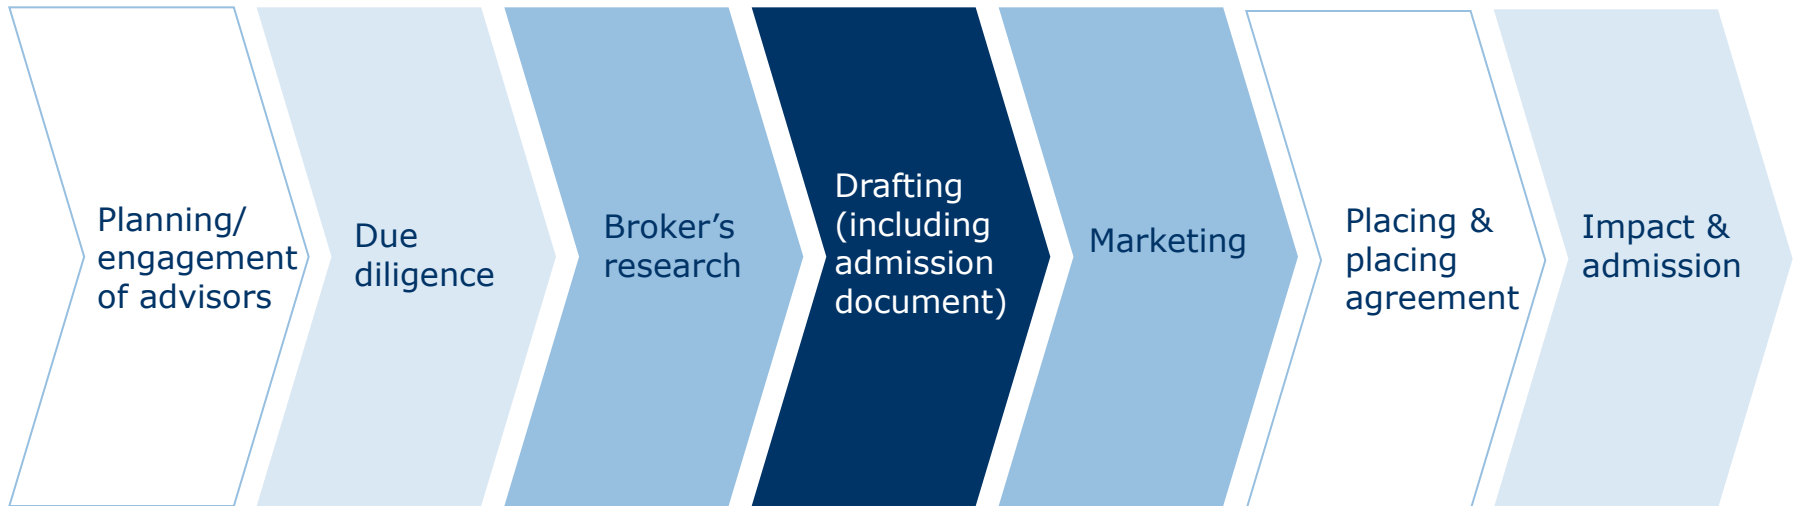 Planning/
engagement
of advisors
Due
diligence
Broker’s
research
Drafting
(including
admission
document)
Marketing
Placing &
placing
agreement
Impact &
admission